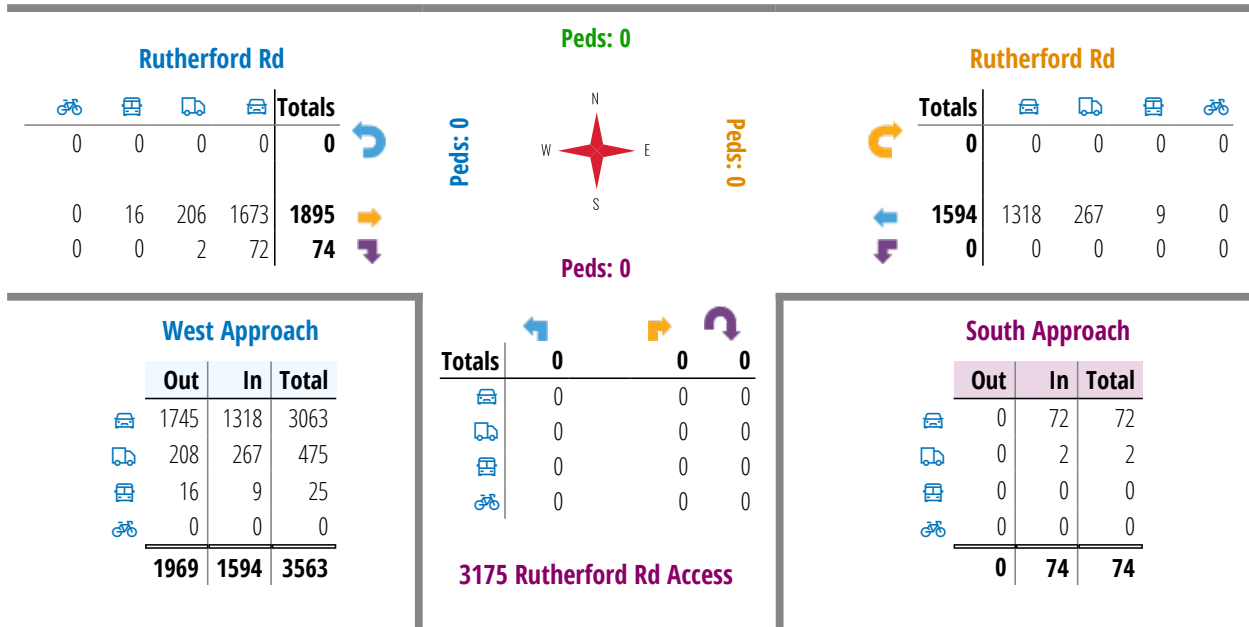 Peds: 0
Rutherford Rd
Rutherford Rd
Totals
Totals
N
0 0 0 0 0
Peds: 0
W E
Peds: 0
0 0 0 0 0
S
0 16 206 1673 1895
1594 1318 267 9 0
0 0 2 72 74
0 0 0 0 0
Peds: 0
West Approach
Out In Total
1745 1318 3063
208 267 475
16 9 25
0 0 0
1969 1594 3563
Totals 0 0 0
0 0 0
0 0 0
0 0 0
0 0 0
3175 Rutherford Rd Access
South Approach
Out In Total
0 72 72
0 2 2
0 0 0
0 0 0
0 74 74